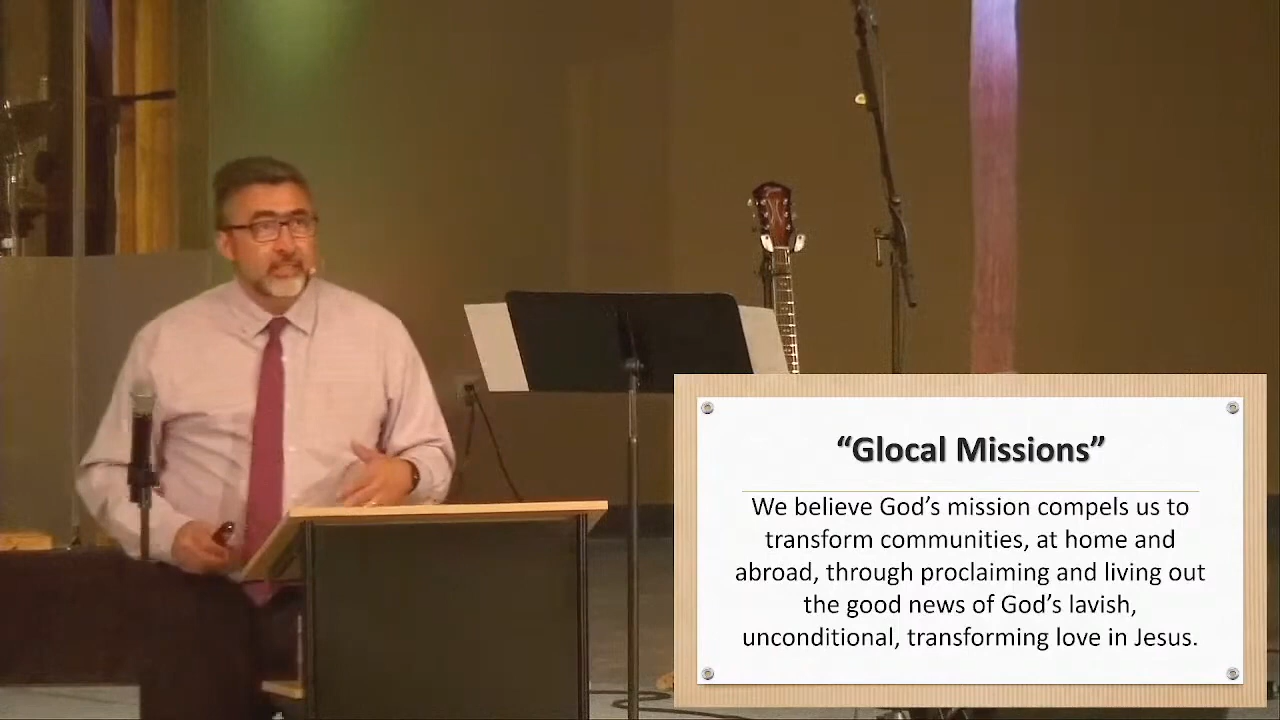 “Glocal Missions”
We believe God’s mission compels us to
transform communities, at home and
abroad, through proclaiming and living out
the good news of God’s lavish,
unconditional, transforming love in Jesus.